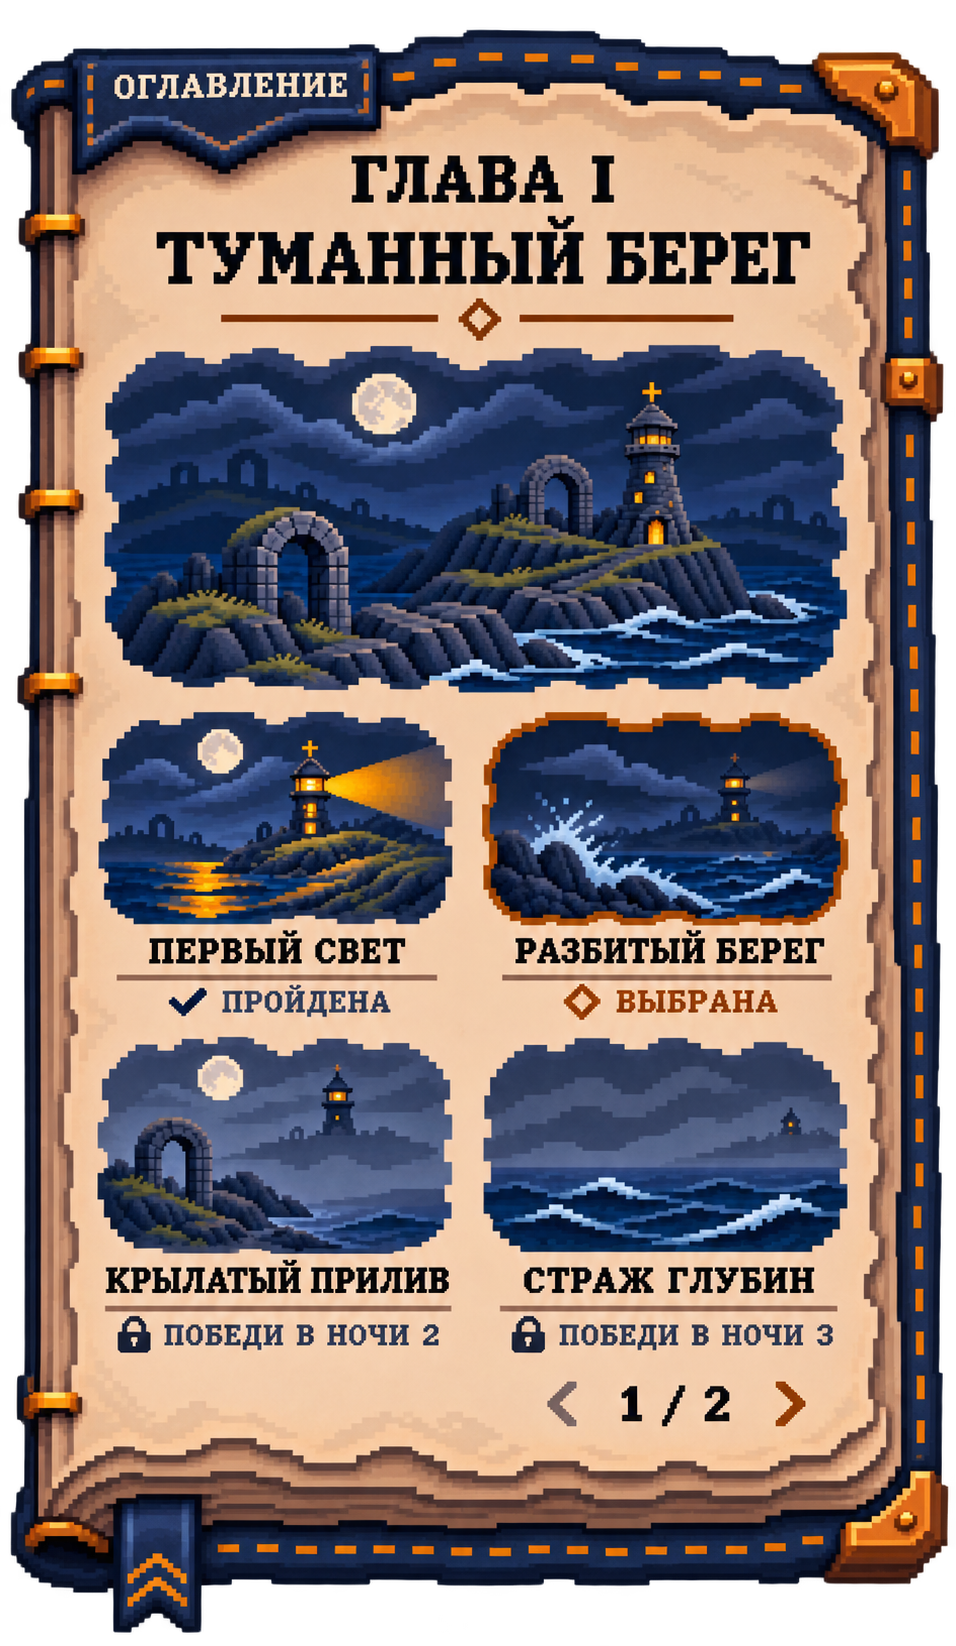 ОГЛАВЛЕНИЕ
ГЛАВА I
ТУМАННЫЙ БЕРЕГ
ПЕРВЫЙ СВЕТ
ПРОЙДЕНА
РАЗБИТЫЙ БЕРЕГ
ВЫБРАНА
КРЫЛАТЫЙ ПРИЛИВ
ПОБЕДИ В НОЧИ 2
СТРАЖ ГЛУБИН
ПОБЕДИ В НОЧИ 3
1 / 2